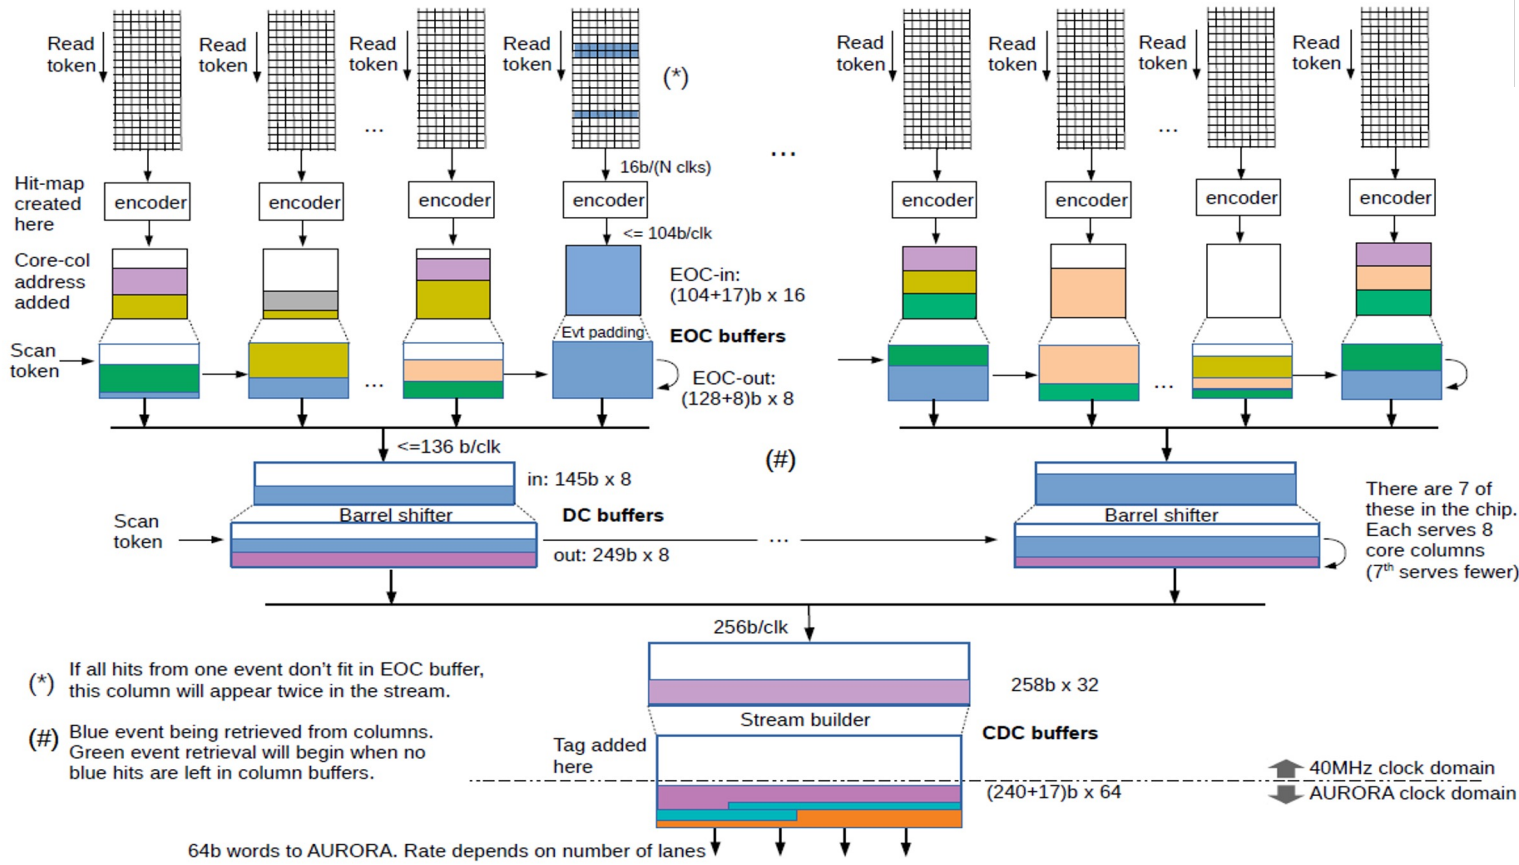 Read
token
Read
token
Read
token
Read
token
Read
token
Read
token
Read
token
Read
token
(*)
...
...
...
16b/(N clks)
Hit-map
created
here
encoder
encoder
encoder
encoder
encoder
encoder
encoder
encoder
<= 104b/clk
Core-col
address
added
EOC-in:
(104+17)b x 16
Evt padding
EOC buffers
Scan
token
...
EOC-out:
(128+8)b x 8
...
<=136 b/clk
(#)
in: 145b x 8
Barrel shifter
DC buffers
Barrel shifter
Scan
token
out: 249b x 8
...
There are 7 of
these in the chip.
Each serves 8
core columns
(7th serves fewer)
256b/clk
(*) If all hits from one event don't fit in EOC buffer,
this column will appear twice in the stream.
258b x 32
Stream builder
(#) Blue event being retrieved from columns.
Green event retrieval will begin when no
blue hits are left in column buffers.
Tag added
here
CDC buffers
40MHz clock domain
(240+17)b x 64
AURORA clock domain
64b words to AURORA. Rate depends on number of lanes